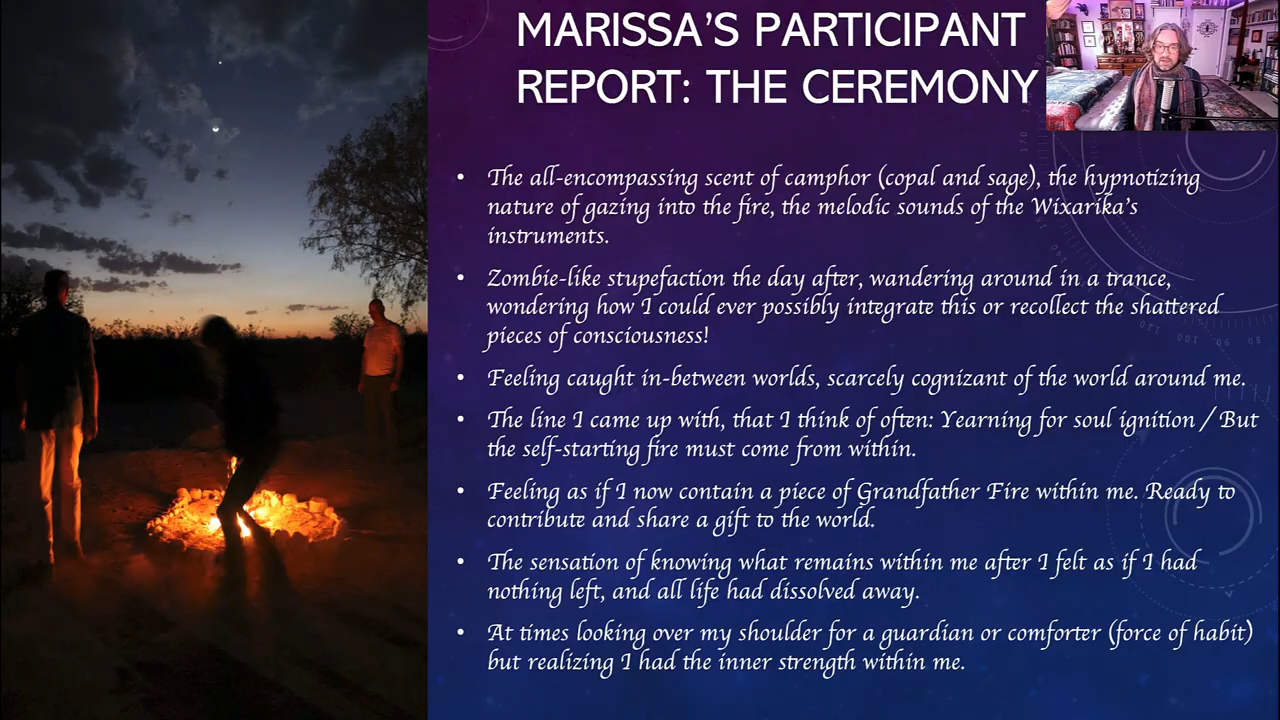 MARISSA'S PARTICIPANT
REPORT: THE CEREMONY
• The all-encompassing scent of camphor (copal and sage), the hypnotizing
nature of gazing into the fire, the melodic sounds of the Wixarika's
instruments.
• Zombie-like stupefaction the day after, wandering around in a trance,
wondering how I could ever possibly integrate this or recollect the shattered
pieces of consciousness!
• Feeling caught in-between worlds, scarcely cognizant of the world around me.
• The line I came up with, that I think of often: Yearning for soul ignition / But
the self-starting fire must come from within.
• Feeling as if I now contain a piece of Grandfather Fire within me. Ready to
contribute and share a gift to the world.
• The sensation of knowing what remains within me after I felt as if I had
nothing left, and all life had dissolved away.
• At times looking over my shoulder for a guardian or comforter (force of habit)
but realizing I had the inner strength within me.